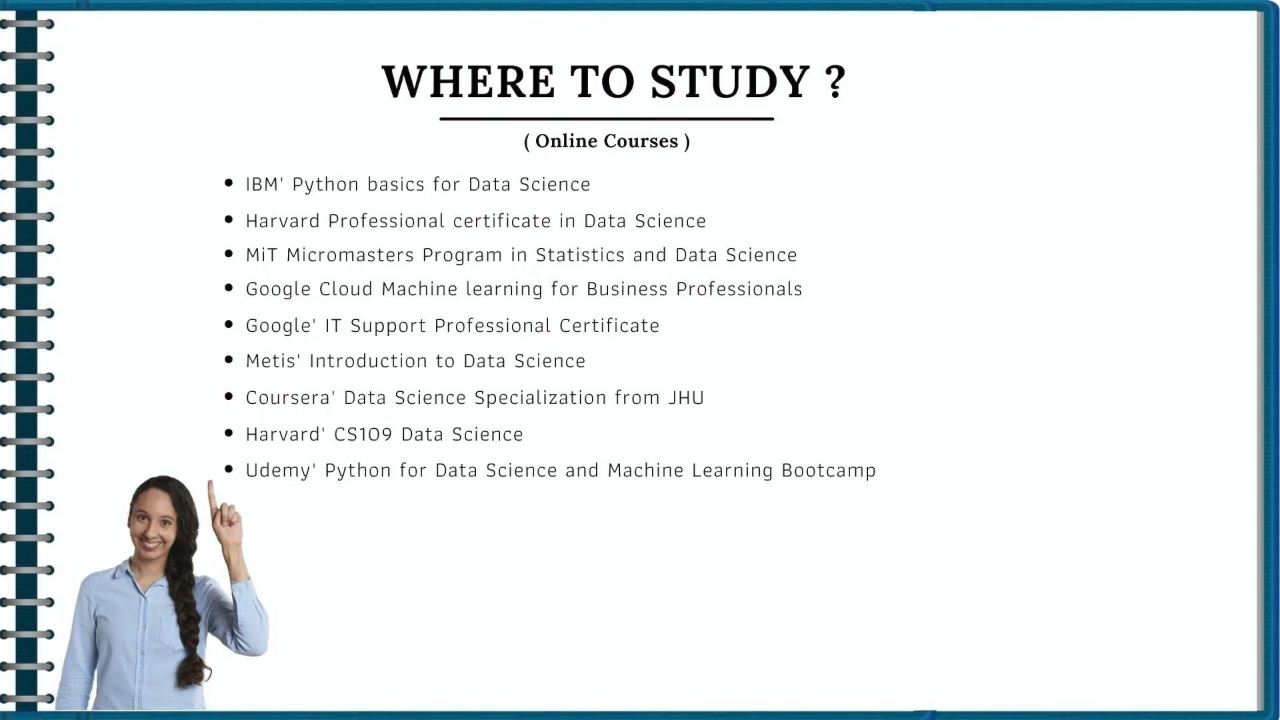 WHERE TO STUDY ?
( Online Courses )
IBM' Python basics for Data Science
Harvard Professional certificate in Data Science
MiT Micromasters Program in Statistics and Data Science
Google Cloud Machine learning for Business Professionals
Google' IT Support Professional Certificate
Metis' Introduction to Data Science
Coursera' Data Science Specialization from JHU
Harvard' CS109 Data Science
Udemy' Python for Data Science and Machine Learning Bootcamp